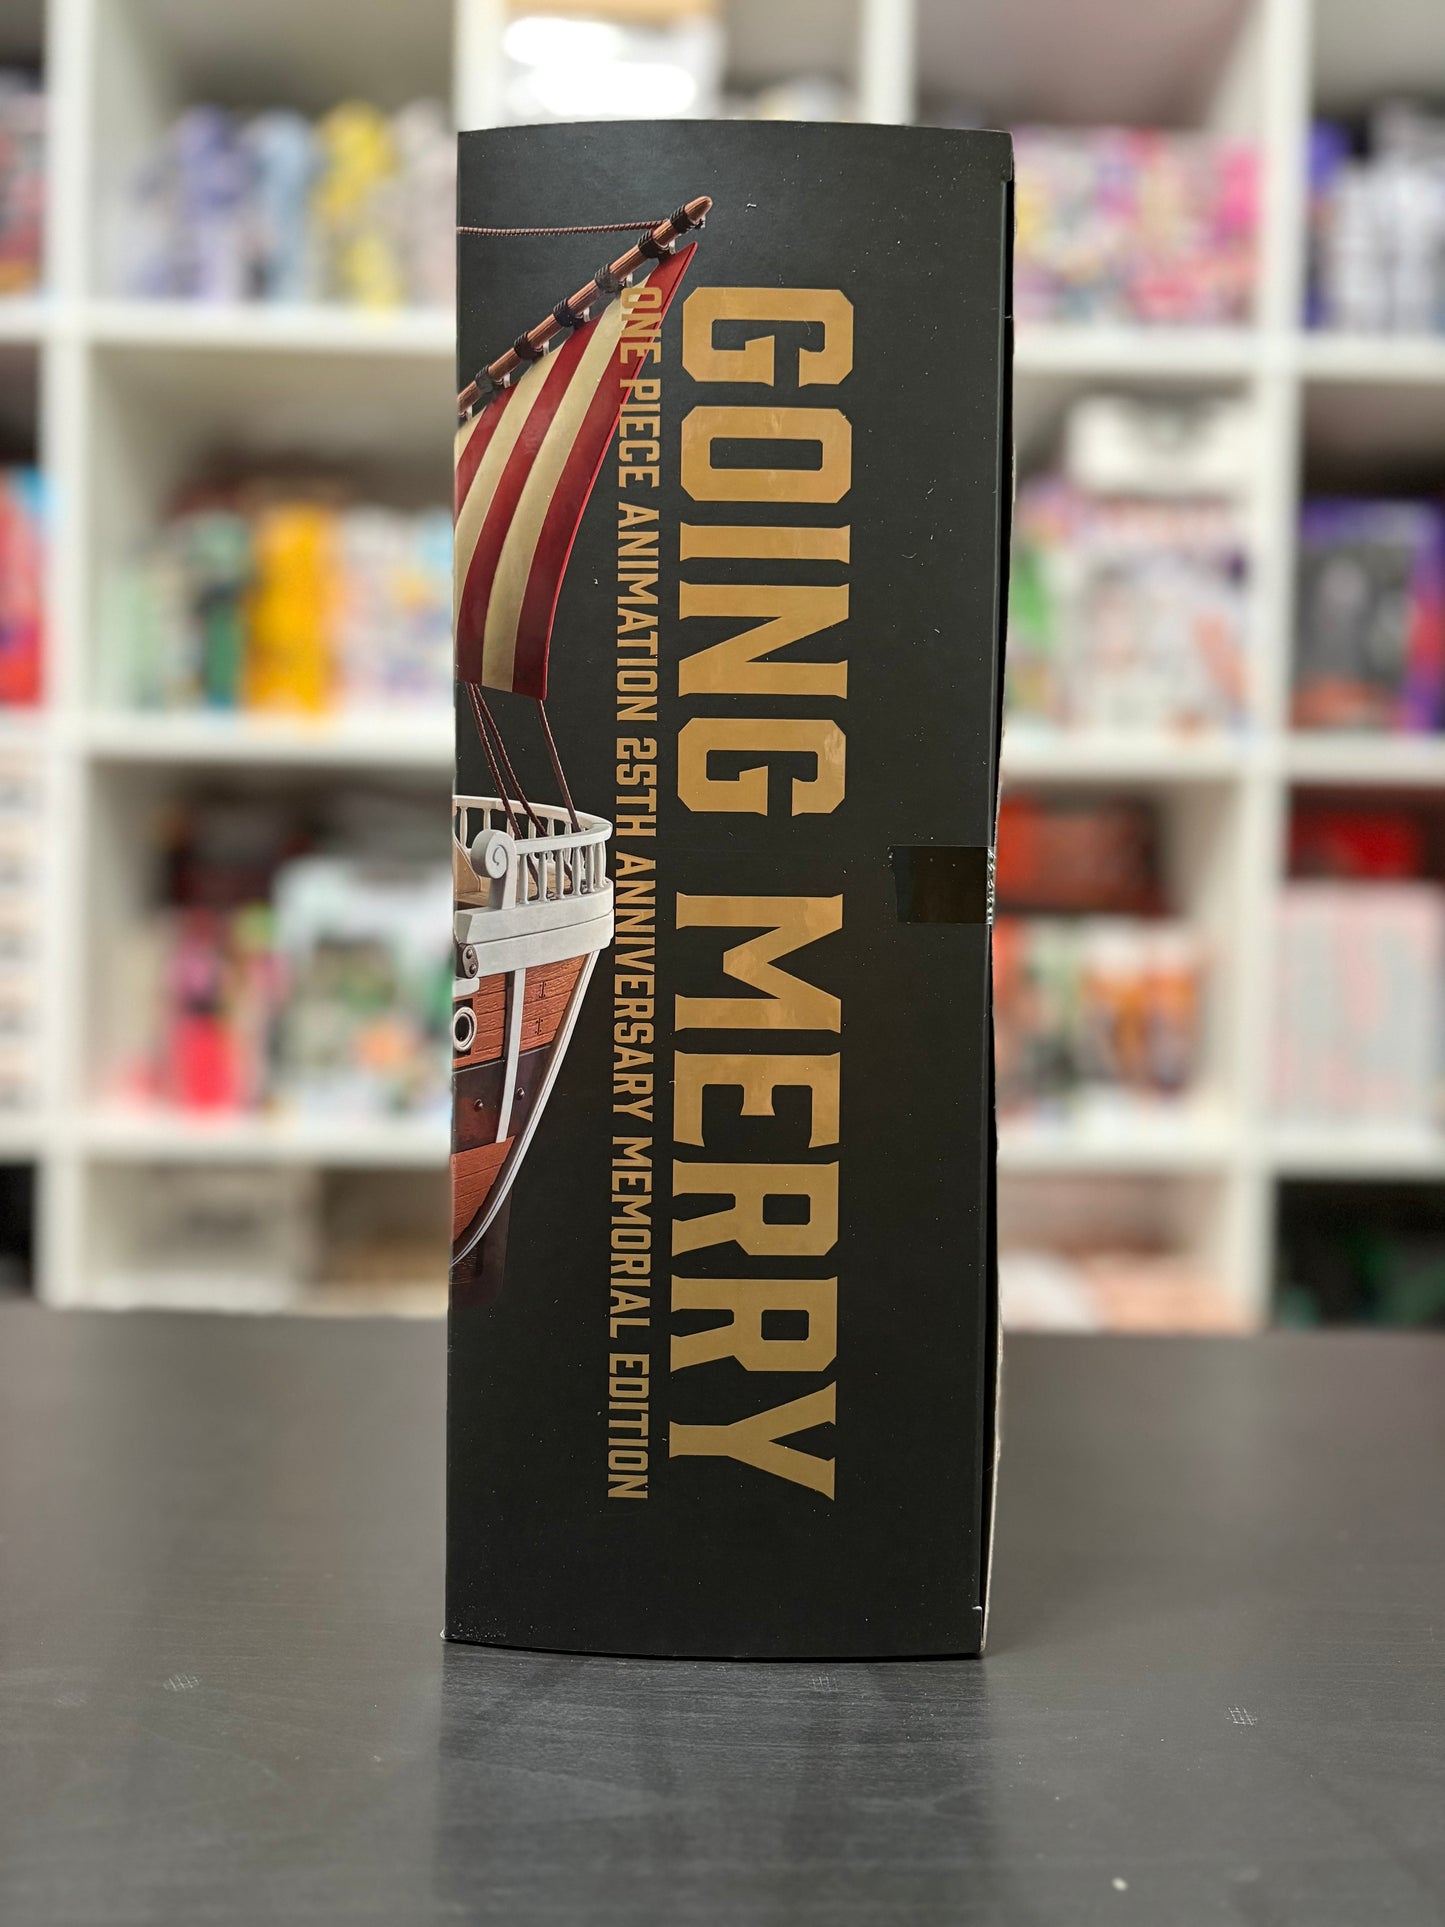 GOING MERRY
ONE PIECE ANIMATION 25TH ANNIVERSARY MEMORIAL EDITION